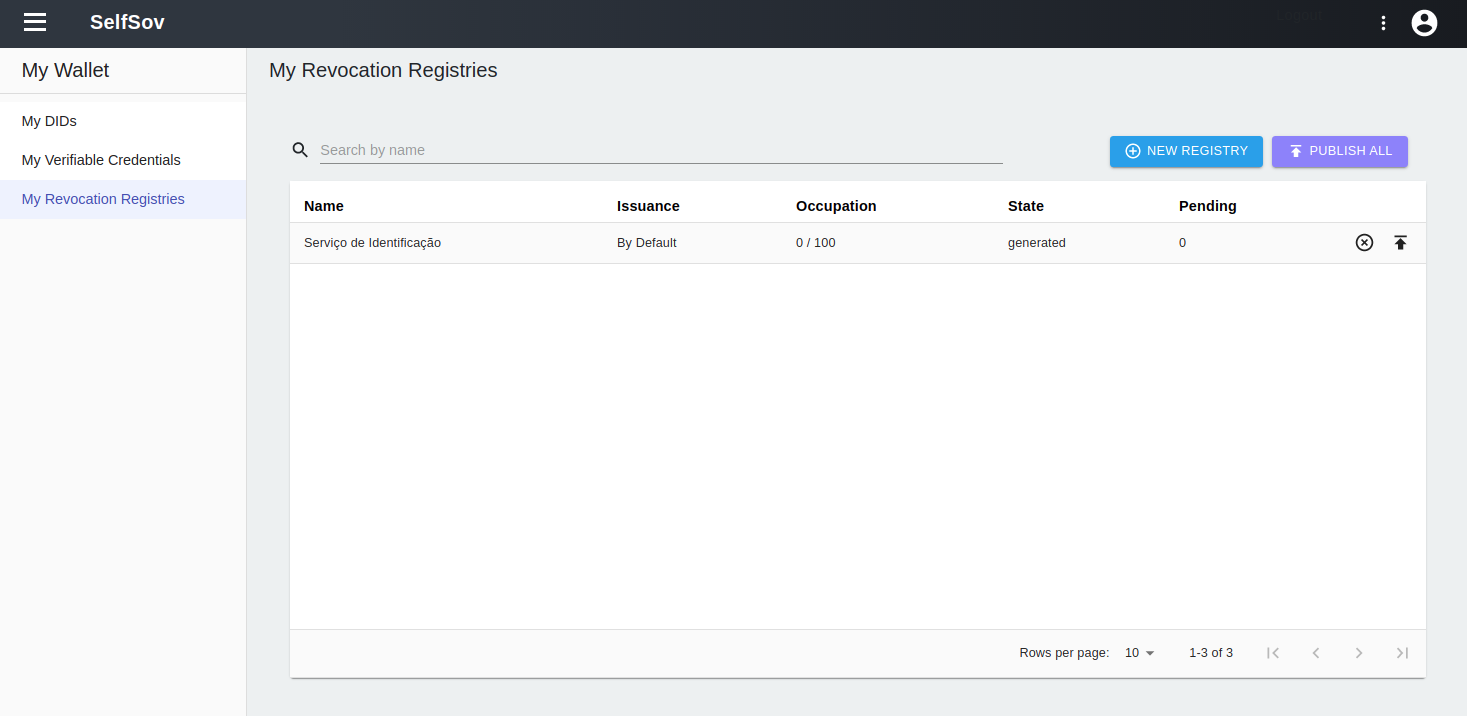 SelfSov
My Wallet
My Revocation Registries
My DIDs
My Verifiable Credentials
My Revocation Registries
Search by name
NEW REGISTRY
PUBLISH ALL
Name Issuance Occupation State Pending
Serviço de Identificação By Default 0 / 100 generated 0
Rows per page: 10 1-3 of 3